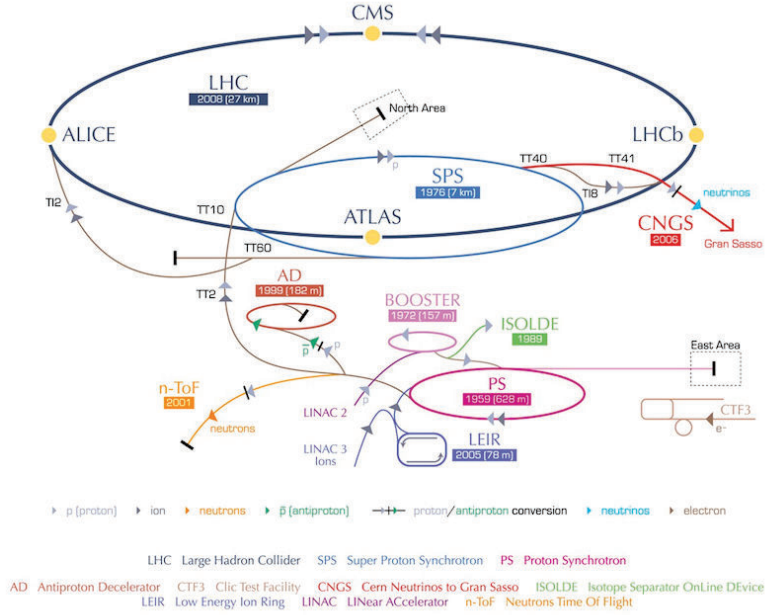 CMS
LHC
2008 (27 km)
North Area
ALICE
LHCb
TT40
TT41
p
SPS
1976 (7 km)
TI8
neutrinos
TI2
TT10
ATLAS
CNGS
2006
Gran Sasso
TT60
AD
1999 (182 m)
TT2
BOOSTER
1972 (157 m)
ISOLDE
1989
p
p̅
East Area
n-ToF
2001
LINAC 2
p
PS
1959 (628 m)
CTF3
e-
neutrons
LINAC 3
Ions
LEIR
2005 (78 m)
p (proton) ion neutrons p̅ (antiproton) proton/antiproton conversion neutrinos electron
LHC Large Hadron Collider SPS Super Proton Synchrotron PS Proton Synchrotron
AD Antiproton Decelerator CTF3 Clic Test Facility CNGS Cern Neutrinos to Gran Sasso ISOLDE Isotope Separator OnLine DEvice
LEIR Low Energy Ion Ring LINAC LINear ACcelerator n-ToF Neutrons Time Of Flight